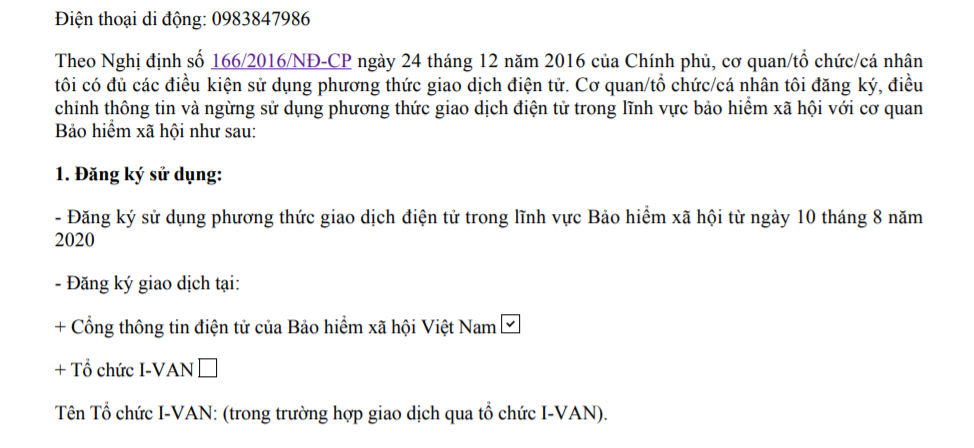 Điện thoại di động: 0983847986
Theo Nghị định số 166/2016/NĐ-CP ngày 24 tháng 12 năm 2016 của Chính phủ, cơ quan/tổ chức/cá nhân
tôi có đủ các điều kiện sử dụng phương thức giao dịch điện tử. Cơ quan/tổ chức/cá nhân tôi đăng ký, điều
chỉnh thông tin và ngừng sử dụng phương thức giao dịch điện tử trong lĩnh vực bảo hiểm xã hội với cơ quan
Bảo hiểm xã hội như sau:
1. Đăng ký sử dụng:
- Đăng ký sử dụng phương thức giao dịch điện tử trong lĩnh vực Bảo hiểm xã hội từ ngày 10 tháng 8 năm
2020
- Đăng ký giao dịch tại:
+ Cổng thông tin điện tử của Bảo hiểm xã hội Việt Nam ☑
+ Tổ chức I-VAN ☐
Tên Tổ chức I-VAN: (trong trường hợp giao dịch qua tổ chức I-VAN).